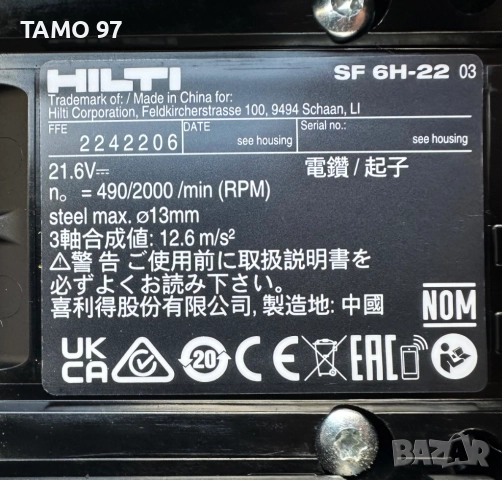 TAMO 97
HILTI SF 6H-22 03
Trademark of: / Made in China for:
Hilti Corporation, Feldkircherstrasse 100, 9494 Schaan, LI
FFE 2242206 DATE see housing Serial no.: see housing
21.6V⎓ 電鑽 / 起子
n₀ = 490/2000 /min (RPM)
steel max. ø13mm
3軸合成値: 12.6 m/s²
⚠警 告 ご使用前に取扱説明書を
必ずよくお読み下さい。
喜利得股份有限公司, 製造地: 中國
NOM
UK CA 20 CE EAC
BAZAR